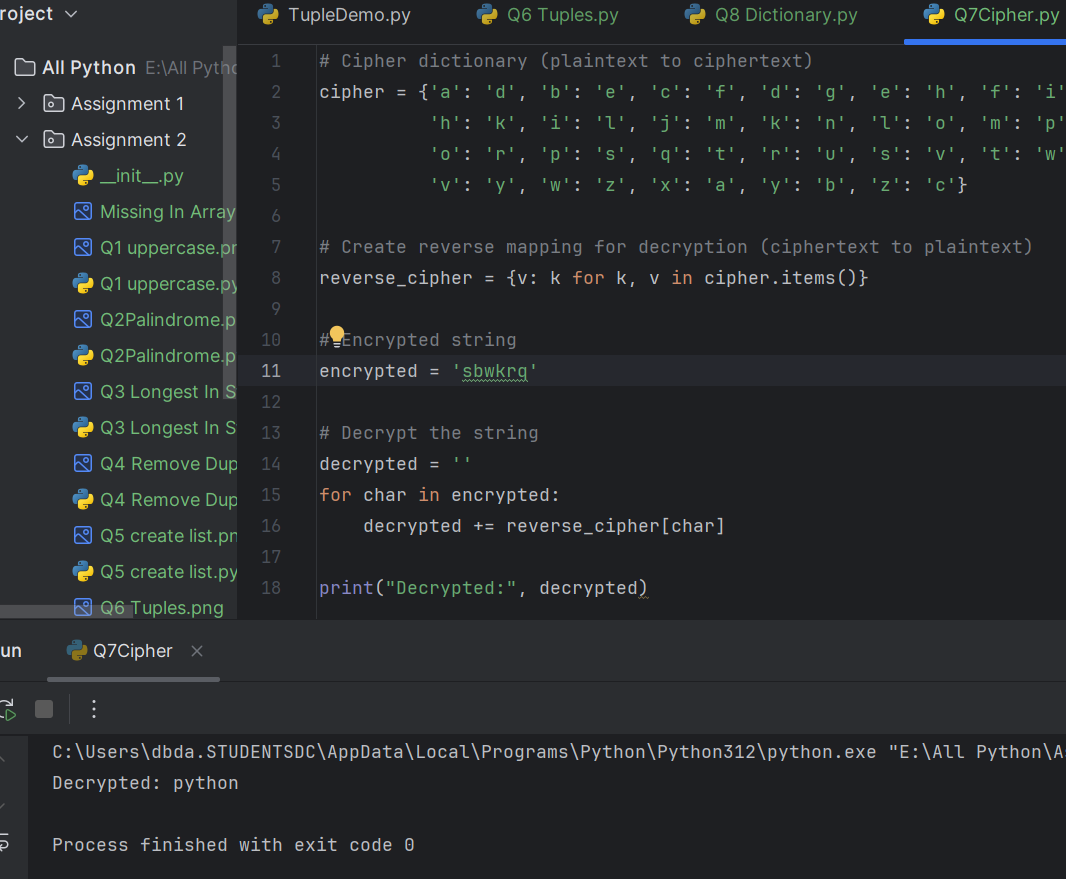 roject
TupleDemo.py
Q6 Tuples.py
Q8 Dictionary.py
Q7Cipher.py
All Python E:\All Pytho
Assignment 1
Assignment 2
__init__.py
Missing In Array
Q1 uppercase.pr
Q1 uppercase.py
Q2Palindrome.p
Q2Palindrome.p
Q3 Longest In S
Q3 Longest In S
Q4 Remove Dup
Q4 Remove Dup
Q5 create list.pn
Q5 create list.py
Q6 Tuples.png
1 # Cipher dictionary (plaintext to ciphertext)
2 cipher = {'a': 'd', 'b': 'e', 'c': 'f', 'd': 'g', 'e': 'h', 'f': 'i'
3 'h': 'k', 'i': 'l', 'j': 'm', 'k': 'n', 'l': 'o', 'm': 'p'
4 'o': 'r', 'p': 's', 'q': 't', 'r': 'u', 's': 'v', 't': 'w'
5 'v': 'y', 'w': 'z', 'x': 'a', 'y': 'b', 'z': 'c'}
6
7 # Create reverse mapping for decryption (ciphertext to plaintext)
8 reverse_cipher = {v: k for k, v in cipher.items()}
9
10 # Encrypted string
11 encrypted = 'sbwkrq'
12
13 # Decrypt the string
14 decrypted = ''
15 for char in encrypted:
16 decrypted += reverse_cipher[char]
17
18 print("Decrypted:", decrypted)
un
Q7Cipher
C:\Users\dbda.STUDENTSDC\AppData\Local\Programs\Python\Python312\python.exe "E:\All Python\As
Decrypted: python
Process finished with exit code 0